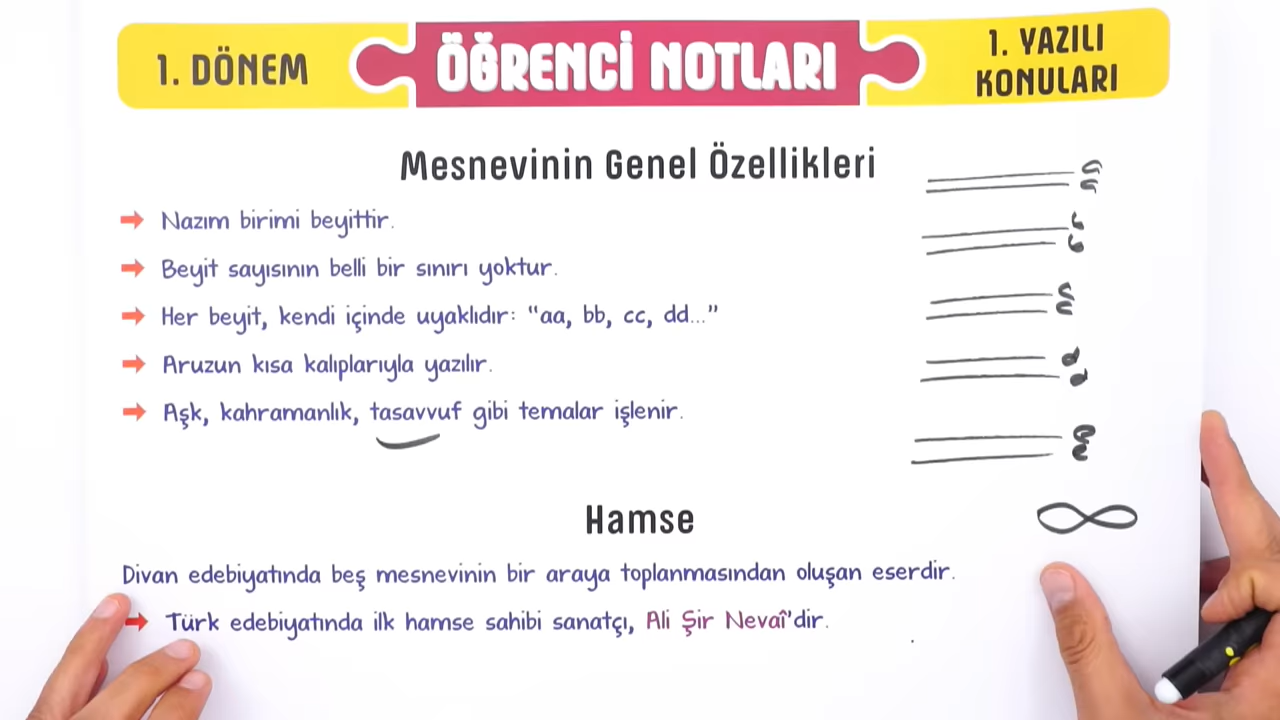 1. DÖNEM
ÖĞRENCİ NOTLARI
1. YAZILI
KONULARI
Mesnevinin Genel Özellikleri
Nazım birimi beyittir.
Beyit sayısının belli bir sınırı yoktur.
Her beyit, kendi içinde uyaklıdır: "aa, bb, cc, dd..."
Aruzun kısa kalıplarıyla yazılır.
Aşk, kahramanlık, tasavvuf gibi temalar işlenir.
Hamse
Divan edebiyatında beş mesnevinin bir araya toplanmasından oluşan eserdir.
Türk edebiyatında ilk hamse sahibi sanatçı, Ali Şir Nevaî'dir.